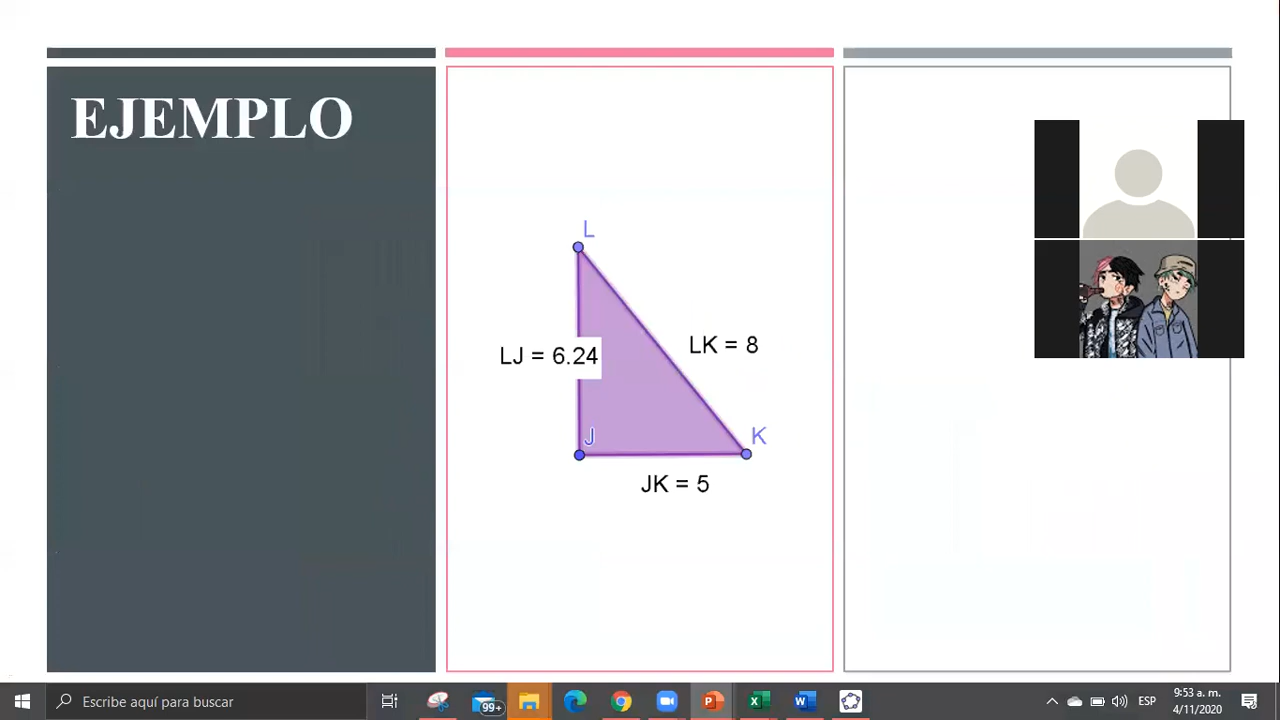 EJEMPLO
L
LJ = 6.24
LK = 8
J
K
JK = 5
Escribe aquí para buscar
99+
ESP
9:53 a. m.
4/11/2020